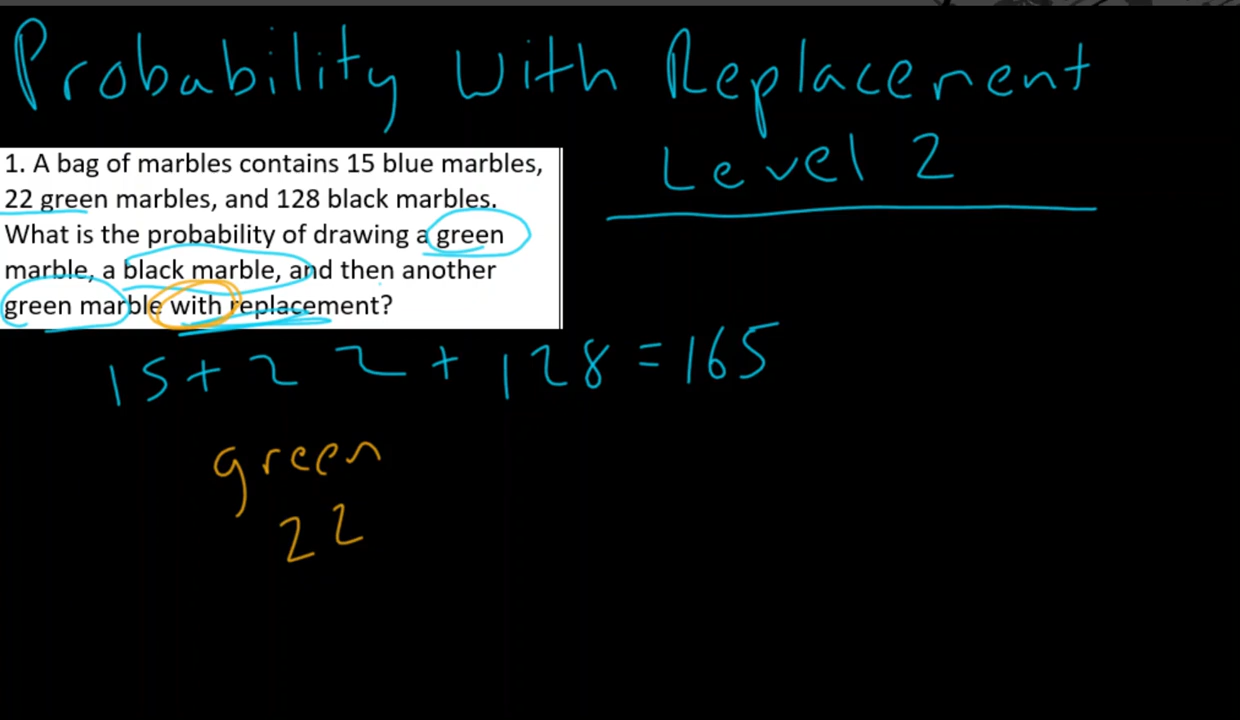 Probability With Replacement
Level 2
1. A bag of marbles contains 15 blue marbles,
22 green marbles, and 128 black marbles.
What is the probability of drawing a green
marble, a black marble, and then another
green marble with replacement?
15+22+128=165
green
22